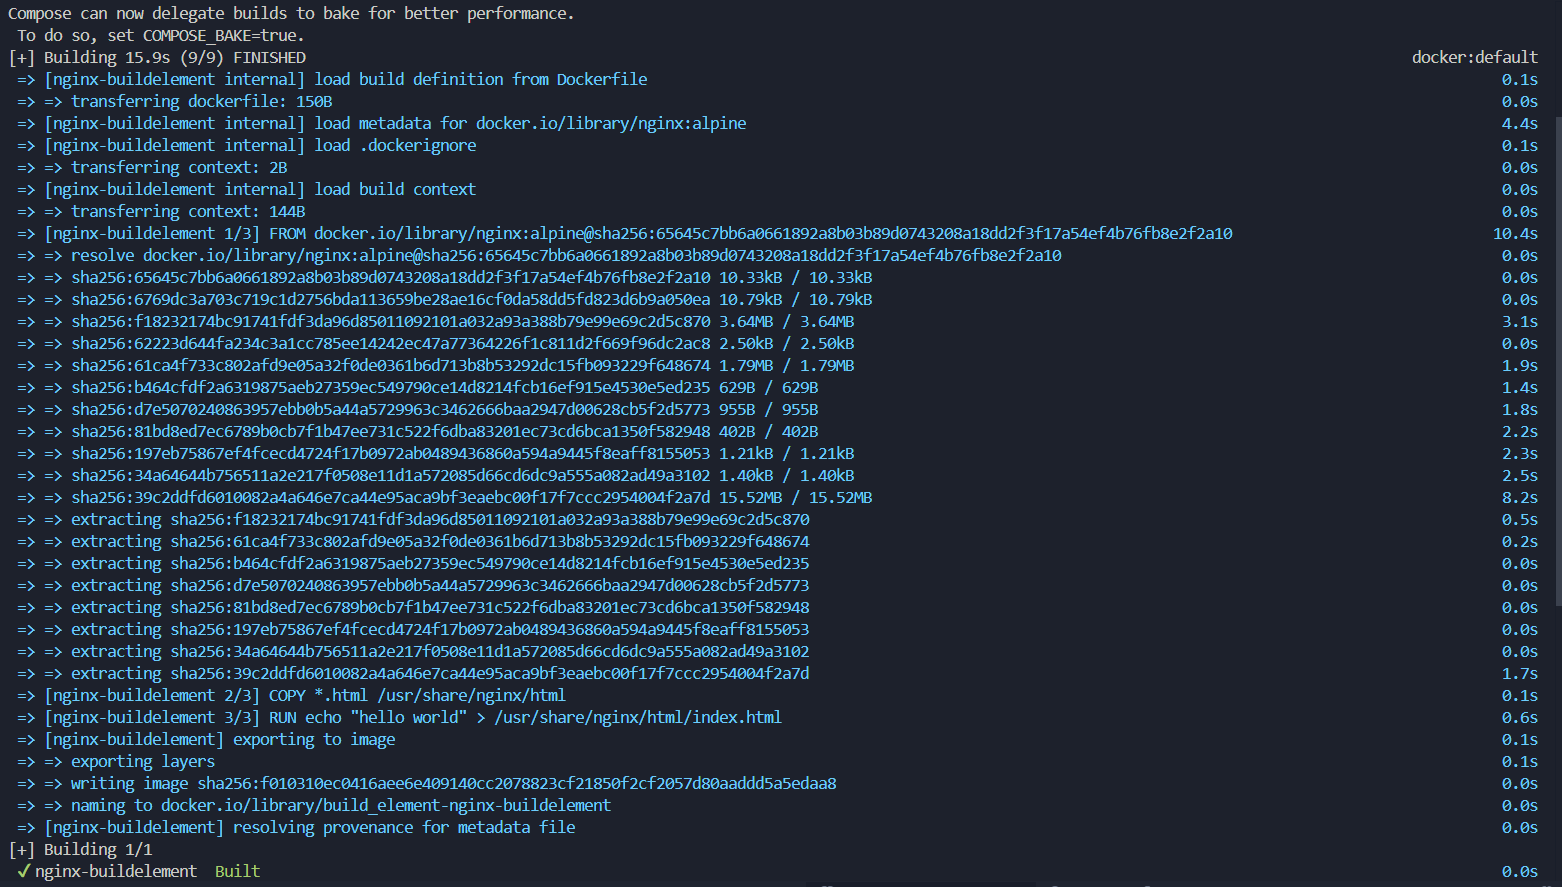 Compose can now delegate builds to bake for better performance.
To do so, set COMPOSE_BAKE=true.
[+] Building 15.9s (9/9) FINISHED docker:default
=> [nginx-buildelement internal] load build definition from Dockerfile 0.1s
=> => transferring dockerfile: 150B 0.0s
=> [nginx-buildelement internal] load metadata for docker.io/library/nginx:alpine 4.4s
=> [nginx-buildelement internal] load .dockerignore 0.1s
=> => transferring context: 2B 0.0s
=> [nginx-buildelement internal] load build context 0.0s
=> => transferring context: 144B 0.0s
=> [nginx-buildelement 1/3] FROM docker.io/library/nginx:alpine@sha256:65645c7bb6a0661892a8b03b89d0743208a18dd2f3f17a54ef4b76fb8e2f2a10 10.4s
=> => resolve docker.io/library/nginx:alpine@sha256:65645c7bb6a0661892a8b03b89d0743208a18dd2f3f17a54ef4b76fb8e2f2a10 0.0s
=> => sha256:65645c7bb6a0661892a8b03b89d0743208a18dd2f3f17a54ef4b76fb8e2f2a10 10.33kB / 10.33kB 0.0s
=> => sha256:6769dc3a703c719c1d2756bda113659be28ae16cf0da58dd5fd823d6b9a050ea 10.79kB / 10.79kB 0.0s
=> => sha256:f18232174bc91741fdf3da96d85011092101a032a93a388b79e99e69c2d5c870 3.64MB / 3.64MB 3.1s
=> => sha256:62223d644fa234c3a1cc785ee14242ec47a77364226f1c811d2f669f96dc2ac8 2.50kB / 2.50kB 0.0s
=> => sha256:61ca4f733c802afd9e05a32f0de0361b6d713b8b53292dc15fb093229f648674 1.79MB / 1.79MB 1.9s
=> => sha256:b464cfdf2a6319875aeb27359ec549790ce14d8214fcb16ef915e4530e5ed235 629B / 629B 1.4s
=> => sha256:d7e5070240863957ebb0b5a44a5729963c3462666baa2947d00628cb5f2d5773 955B / 955B 1.8s
=> => sha256:81bd8ed7ec6789b0cb7f1b47ee731c522f6dba83201ec73cd6bca1350f582948 402B / 402B 2.2s
=> => sha256:197eb75867ef4fcecd4724f17b0972ab0489436860a594a9445f8eaff8155053 1.21kB / 1.21kB 2.3s
=> => sha256:34a64644b756511a2e217f0508e11d1a572085d66cd6dc9a555a082ad49a3102 1.40kB / 1.40kB 2.5s
=> => sha256:39c2ddfd6010082a4a646e7ca44e95aca9bf3eaebc00f17f7ccc2954004f2a7d 15.52MB / 15.52MB 8.2s
=> => extracting sha256:f18232174bc91741fdf3da96d85011092101a032a93a388b79e99e69c2d5c870 0.5s
=> => extracting sha256:61ca4f733c802afd9e05a32f0de0361b6d713b8b53292dc15fb093229f648674 0.2s
=> => extracting sha256:b464cfdf2a6319875aeb27359ec549790ce14d8214fcb16ef915e4530e5ed235 0.0s
=> => extracting sha256:d7e5070240863957ebb0b5a44a5729963c3462666baa2947d00628cb5f2d5773 0.0s
=> => extracting sha256:81bd8ed7ec6789b0cb7f1b47ee731c522f6dba83201ec73cd6bca1350f582948 0.0s
=> => extracting sha256:197eb75867ef4fcecd4724f17b0972ab0489436860a594a9445f8eaff8155053 0.0s
=> => extracting sha256:34a64644b756511a2e217f0508e11d1a572085d66cd6dc9a555a082ad49a3102 0.0s
=> => extracting sha256:39c2ddfd6010082a4a646e7ca44e95aca9bf3eaebc00f17f7ccc2954004f2a7d 1.7s
=> [nginx-buildelement 2/3] COPY *.html /usr/share/nginx/html 0.1s
=> [nginx-buildelement 3/3] RUN echo "hello world" > /usr/share/nginx/html/index.html 0.6s
=> [nginx-buildelement] exporting to image 0.1s
=> => exporting layers 0.1s
=> => writing image sha256:f010310ec0416aee6e409140cc2078823cf21850f2cf2057d80aaddd5a5edaa8 0.0s
=> => naming to docker.io/library/build_element-nginx-buildelement 0.0s
=> [nginx-buildelement] resolving provenance for metadata file 0.0s
[+] Building 1/1
✓ nginx-buildelement Built 0.0s